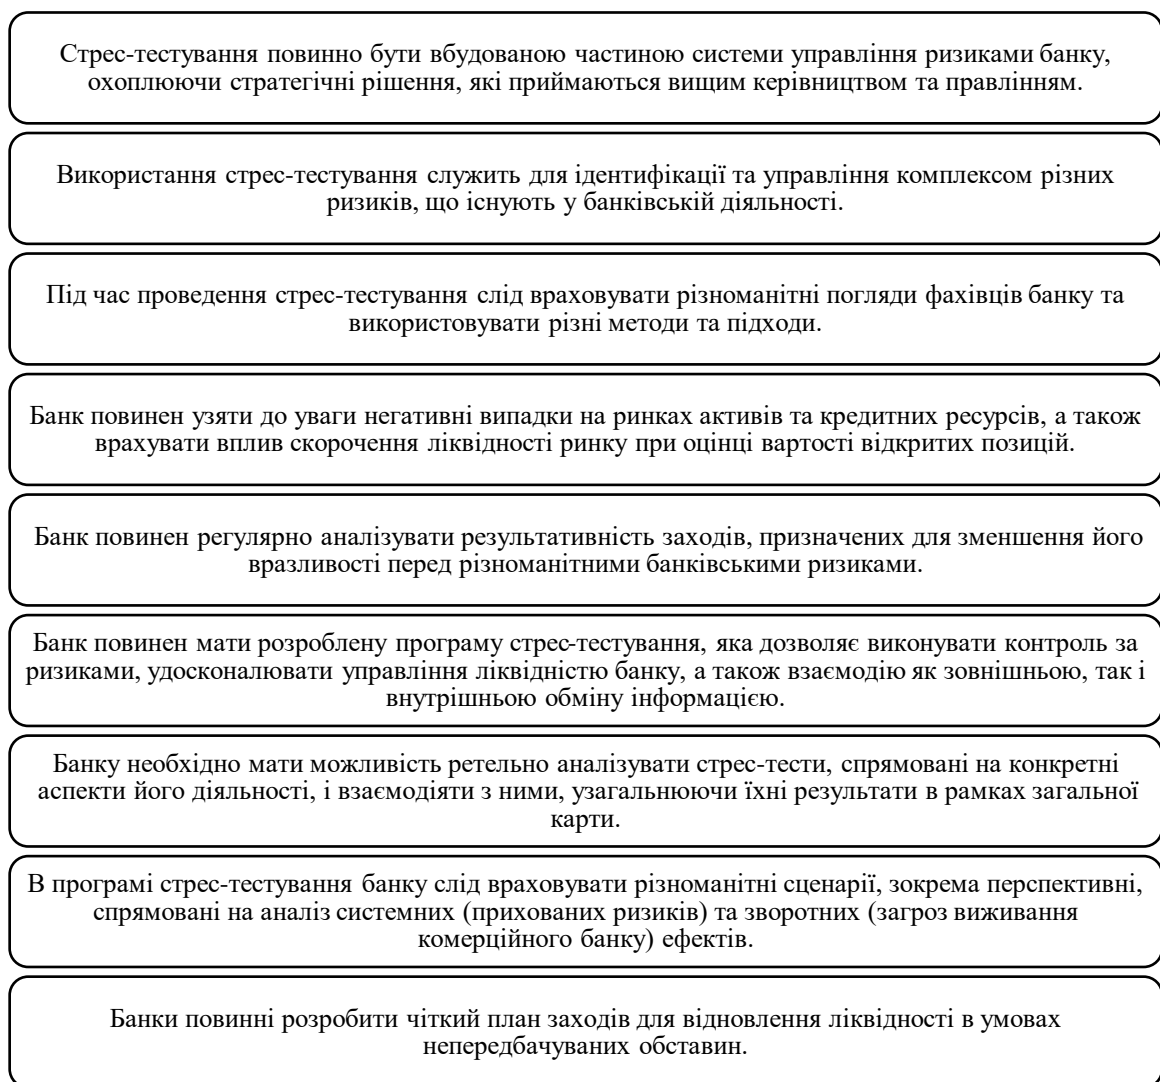 Стрес-тестування повинно бути вбудованою частиною системи управління ризиками банку,
охоплюючи стратегічні рішення, які приймаються вищим керівництвом та правлінням.
Використання стрес-тестування служить для ідентифікації та управління комплексом різних
ризиків, що існують у банківській діяльності.
Під час проведення стрес-тестування слід враховувати різноманітні погляди фахівців банку та
використовувати різні методи та підходи.
Банк повинен узяти до уваги негативні випадки на ринках активів та кредитних ресурсів, а також
врахувати вплив скорочення ліквідності ринку при оцінці вартості відкритих позицій.
Банк повинен регулярно аналізувати результативність заходів, призначених для зменшення його
вразливості перед різноманітними банківськими ризиками.
Банк повинен мати розроблену програму стрес-тестування, яка дозволяє виконувати контроль за
ризиками, удосконалювати управління ліквідністю банку, а також взаємодію як зовнішньою, так і
внутрішньою обміну інформацією.
Банку необхідно мати можливість ретельно аналізувати стрес-тести, спрямовані на конкретні
аспекти його діяльності, і взаємодіяти з ними, узагальнюючи їхні результати в рамках загальної
карти.
В програмі стрес-тестування банку слід враховувати різноманітні сценарії, зокрема перспективні,
спрямовані на аналіз системних (прихованих ризиків) та зворотних (загроз виживання
комерційного банку) ефектів.
Банки повинні розробити чіткий план заходів для відновлення ліквідності в умовах
непередбачуваних обставин.